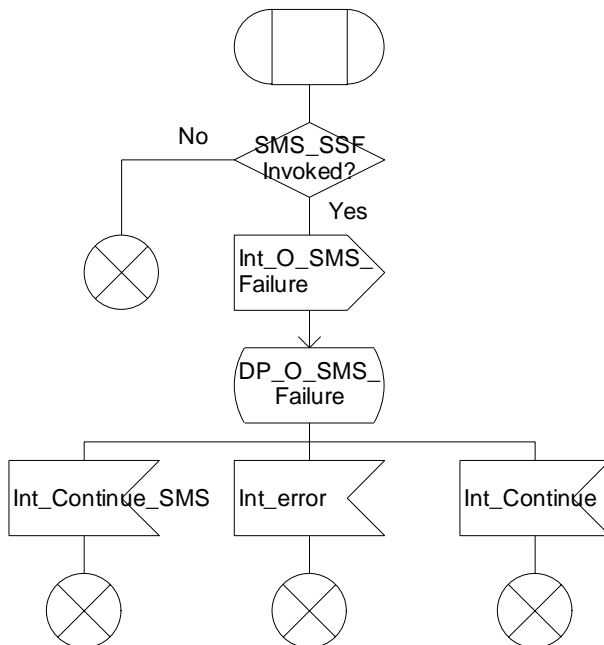 No
SMS_SSF
Invoked?
Yes
Int_O_SMS_
Failure
DP_O_SMS_
Failure
Int_Continue_SMS
Int_error
Int_Continue